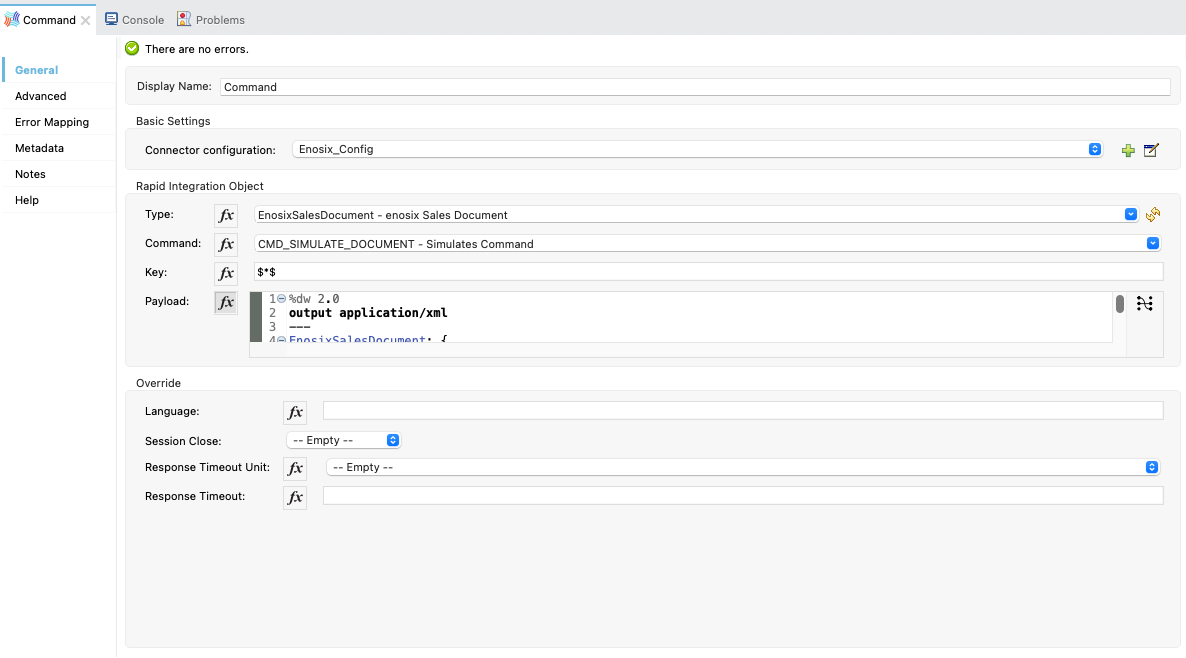 Command Console Problems
There are no errors.
General
Advanced
Error Mapping
Metadata
Notes
Help
Display Name: Command
Basic Settings
Connector configuration: Enosix_Config
Rapid Integration Object
Type: fx EnosixSalesDocument - enosix Sales Document
Command: fx CMD_SIMULATE_DOCUMENT - Simulates Command
Key: fx $*$
Payload: fx
1 %dw 2.0
2 output application/xml
3 ---
4 EnosixSalesDocument: {
Override
Language: fx
Session Close: -- Empty --
Response Timeout Unit: fx -- Empty --
Response Timeout: fx